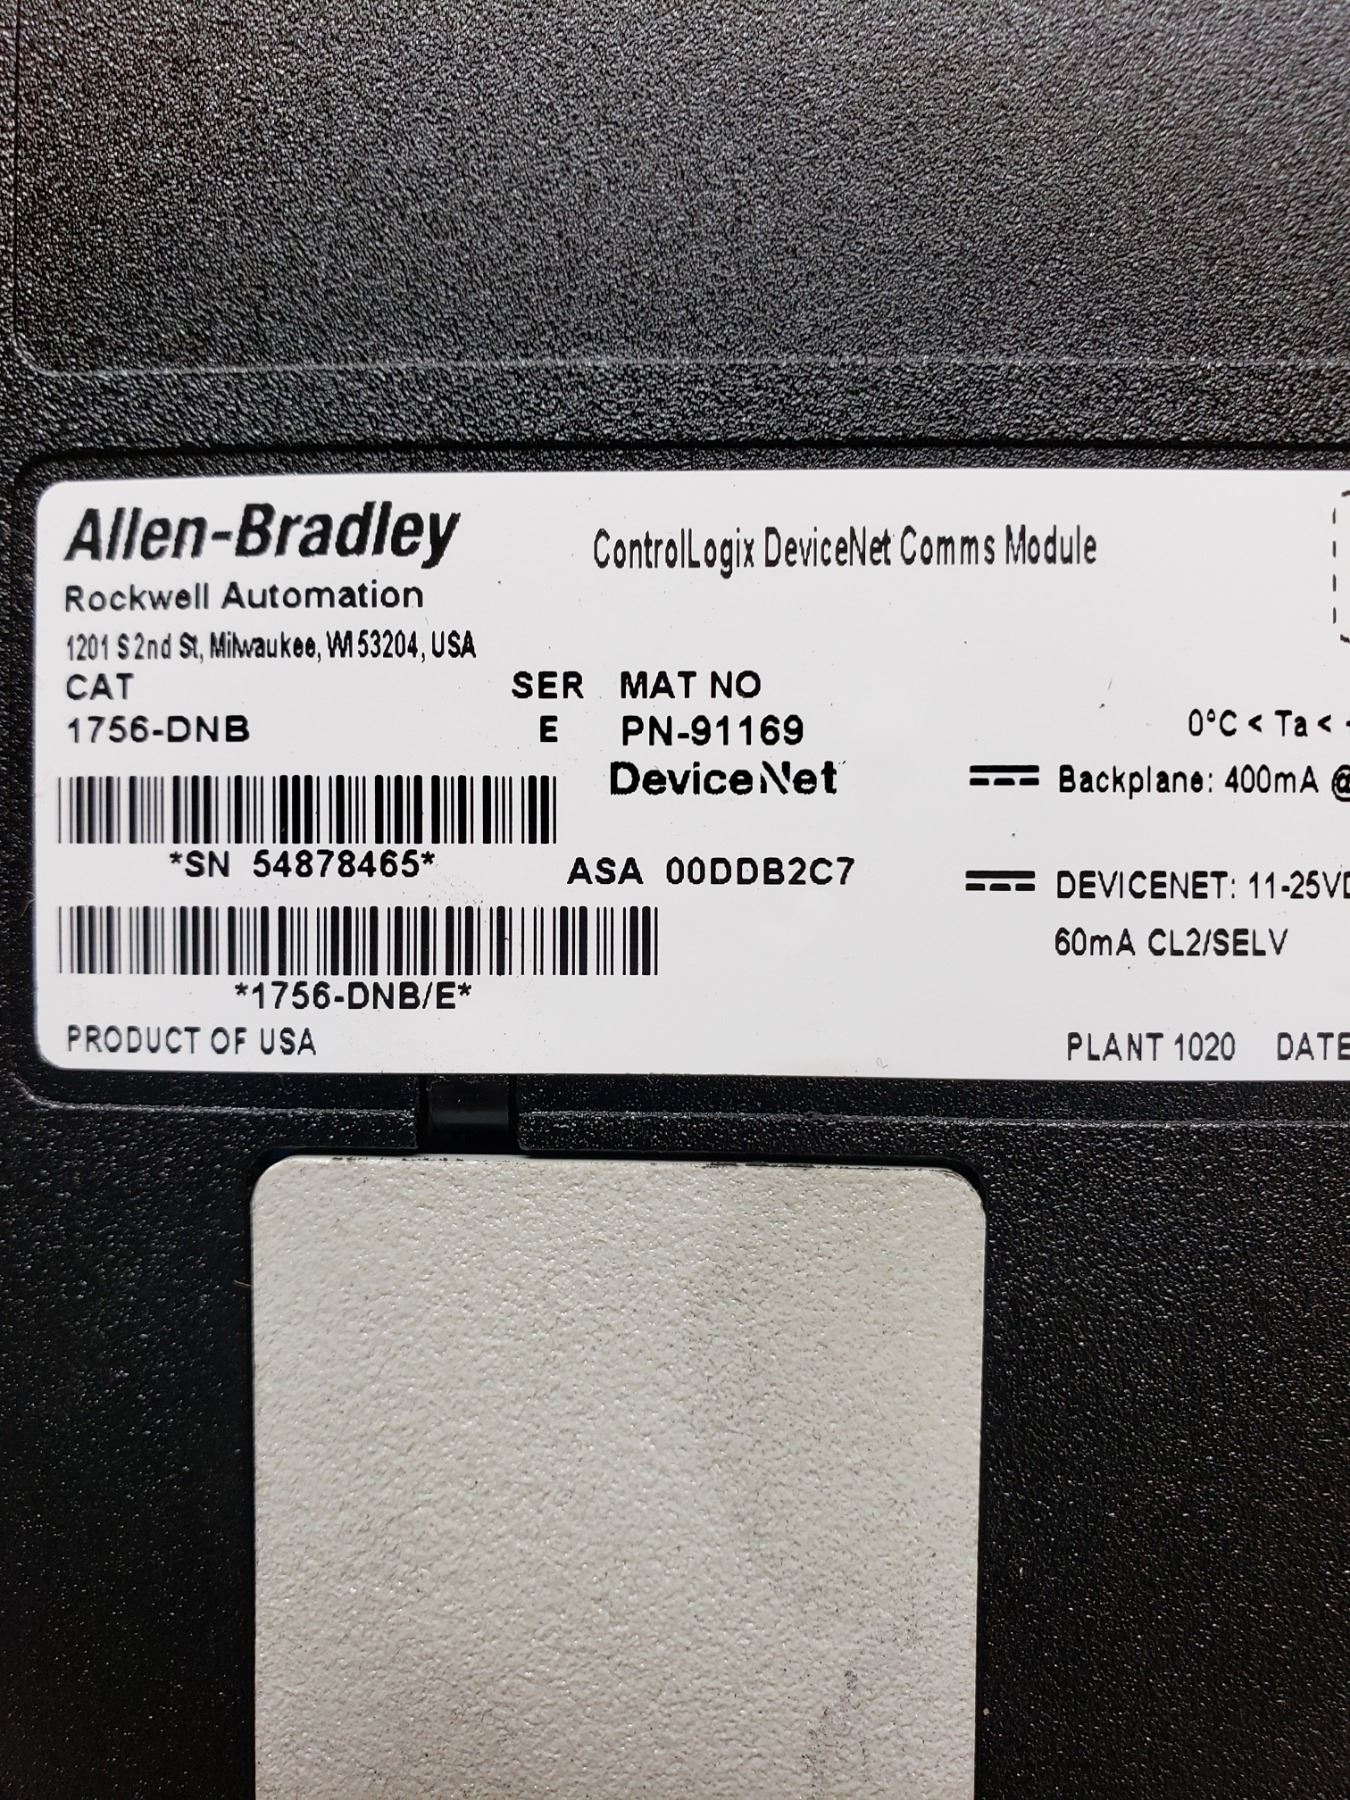 Allen-Bradley
ControlLogix DeviceNet Comms Module
Rockwell Automation
1201 S 2nd St, Milwaukee, WI 53204, USA
CAT SER MAT NO
1756-DNB E PN-91169
0°C < Ta <
DeviceNet
Backplane: 400mA @
*SN 54878465*
ASA 00DDB2C7
DEVICENET: 11-25VD
60mA CL2/SELV
*1756-DNB/E*
PRODUCT OF USA
PLANT 1020 DATE